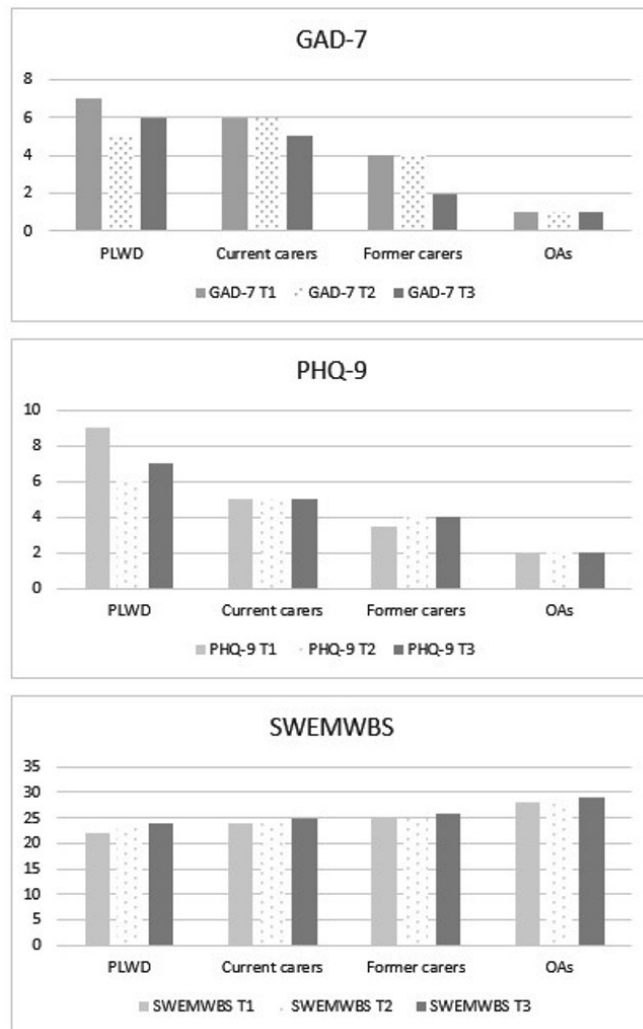 GAD-7
8
6
4
2
0
PLWD Current carers Former carers OAs
GAD-7 T1 GAD-7 T2 GAD-7 T3
PHQ-9
10
8
6
4
2
0
PLWD Current carers Former carers OAs
PHQ-9 T1 PHQ-9 T2 PHQ-9 T3
SWEMWBS
35
30
25
20
15
10
5
0
PLWD Current carers Former carers OAs
SWEMWBS T1 SWEMWBS T2 SWEMWBS T3